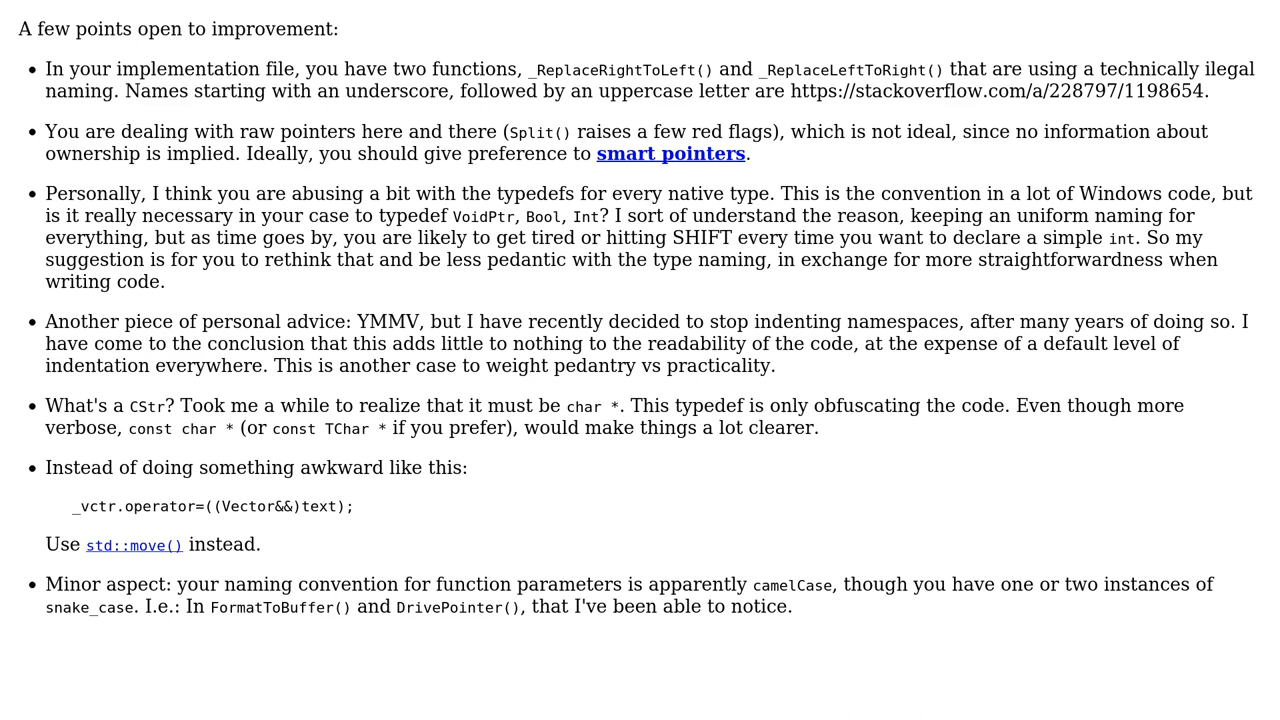 A few points open to improvement:
In your implementation file, you have two functions, _ReplaceRightToLeft() and _ReplaceLeftToRight() that are using a technically ilegal
naming. Names starting with an underscore, followed by an uppercase letter are https://stackoverflow.com/a/228797/1198654.
You are dealing with raw pointers here and there (Split() raises a few red flags), which is not ideal, since no information about
ownership is implied. Ideally, you should give preference to smart pointers.
Personally, I think you are abusing a bit with the typedefs for every native type. This is the convention in a lot of Windows code, but
is it really necessary in your case to typedef VoidPtr, Bool, Int? I sort of understand the reason, keeping an uniform naming for
everything, but as time goes by, you are likely to get tired or hitting SHIFT every time you want to declare a simple int. So my
suggestion is for you to rethink that and be less pedantic with the type naming, in exchange for more straightforwardness when
writing code.
Another piece of personal advice: YMMV, but I have recently decided to stop indenting namespaces, after many years of doing so. I
have come to the conclusion that this adds little to nothing to the readability of the code, at the expense of a default level of
indentation everywhere. This is another case to weight pedantry vs practicality.
What's a CStr? Took me a while to realize that it must be char *. This typedef is only obfuscating the code. Even though more
verbose, const char * (or const TChar * if you prefer), would make things a lot clearer.
Instead of doing something awkward like this:
_vctr.operator=((Vector&&)text);
Use std::move() instead.
Minor aspect: your naming convention for function parameters is apparently camelCase, though you have one or two instances of
snake_case. I.e.: In FormatToBuffer() and DrivePointer(), that I've been able to notice.